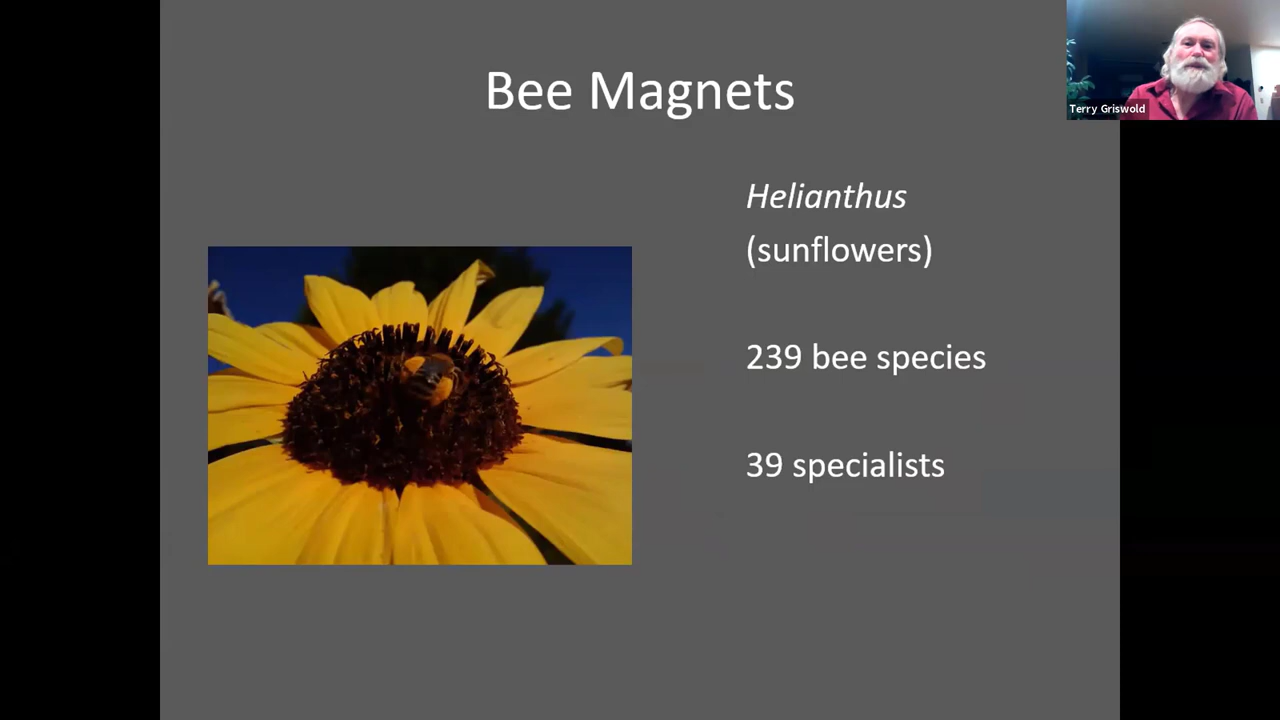 Bee Magnets
Terry Griswold
Helianthus
(sunflowers)
239 bee species
39 specialists